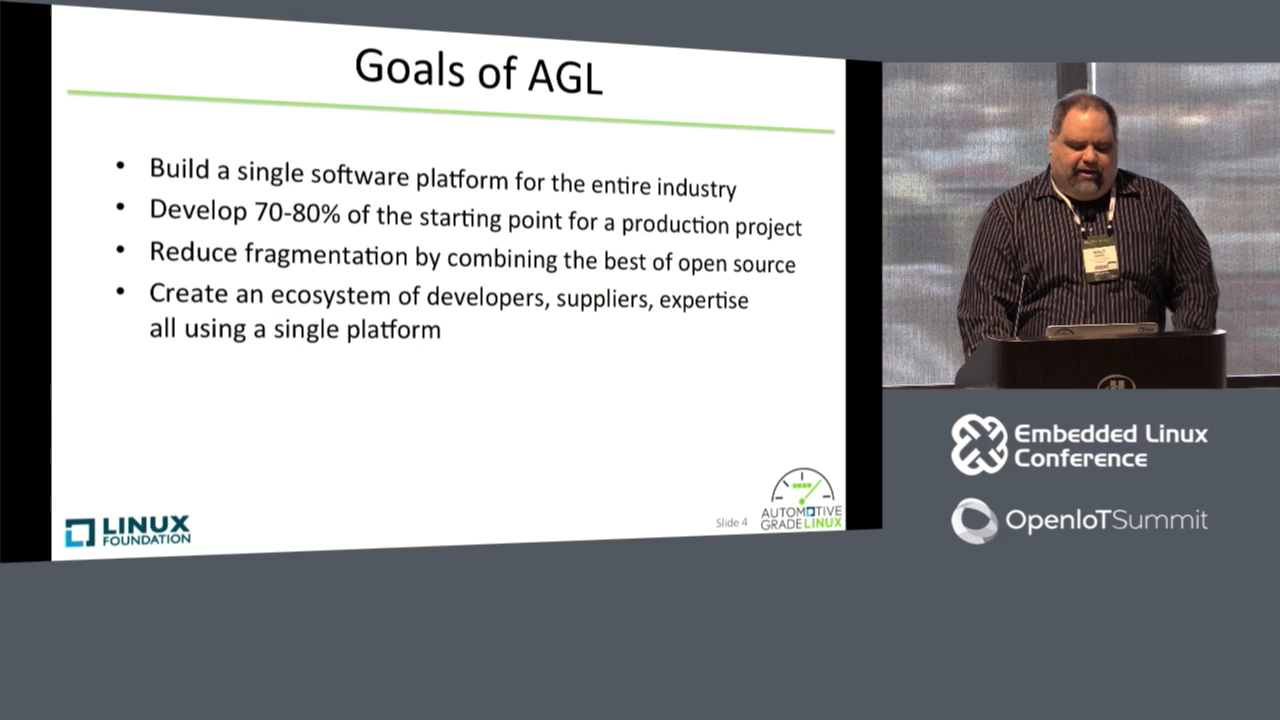 Goals of AGL
• Build a single software platform for the entire industry
• Develop 70-80% of the starting point for a production project
• Reduce fragmentation by combining the best of open source
• Create an ecosystem of developers, suppliers, expertise
all using a single platform
LINUX
FOUNDATION
Slide 4
AUTOMOTIVE
GRADELINUX
Embedded Linux
Conference
OpenIoTSummit